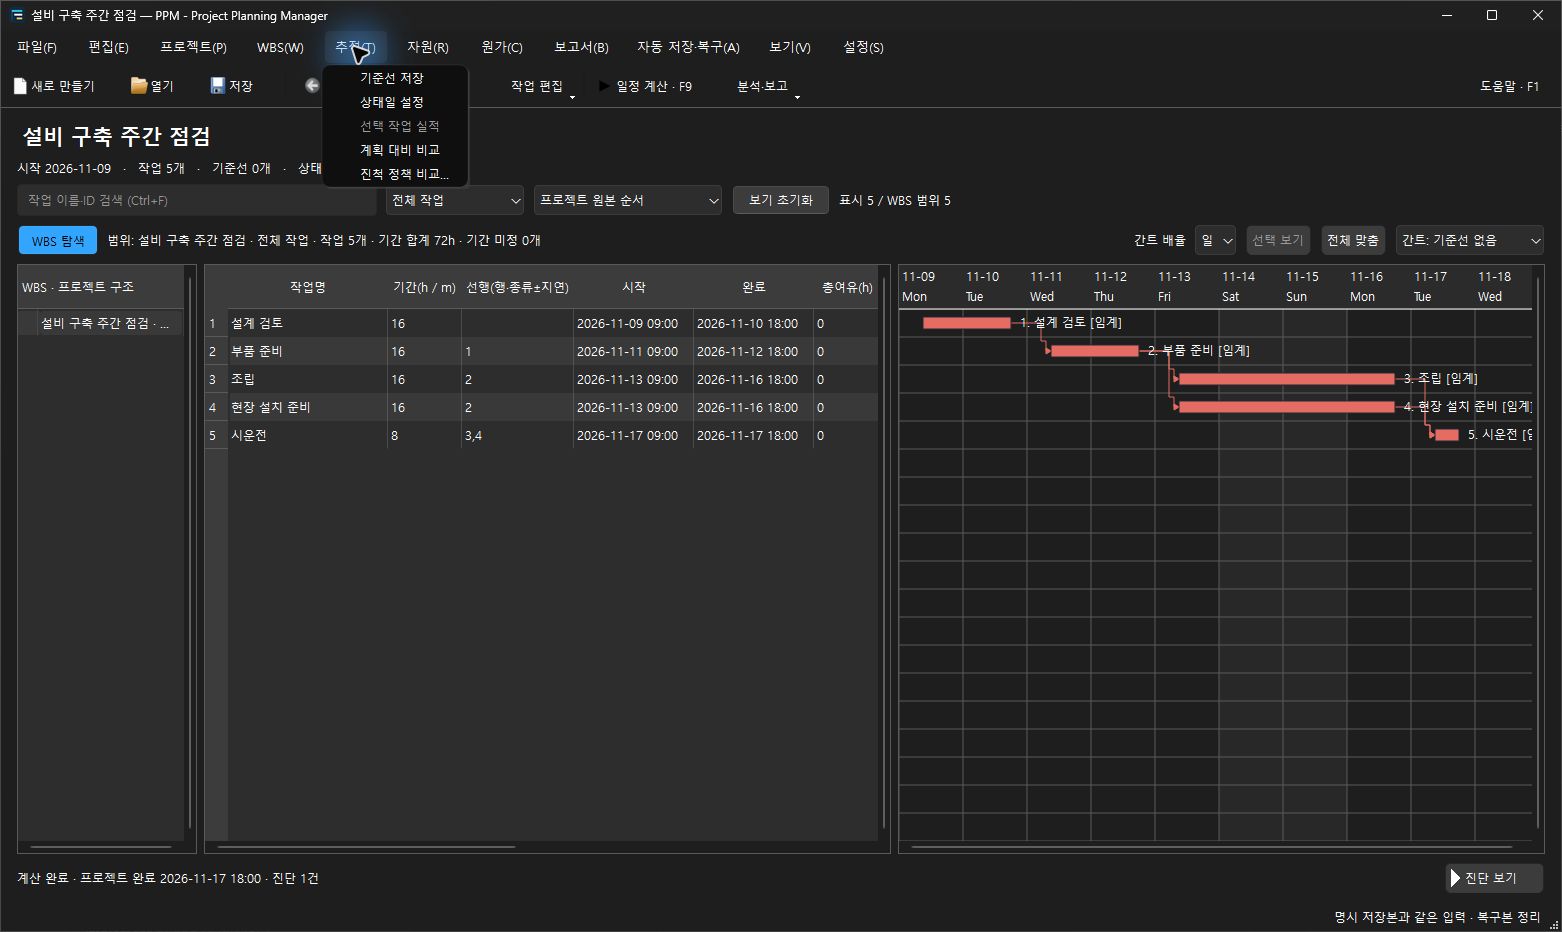 설비 구축 주간 점검 — PPM - Project Planning Manager
파일(F) 편집(E) 프로젝트(P) WBS(W) 추적(T) 자원(R) 원가(C) 보고서(B) 자동 저장·복구(A) 보기(V) 설정(S)
새로 만들기 열기 저장 작업 편집 일정 계산 · F9 분석·보고 도움말 · F1
기준선 저장
상태일 설정
선택 작업 실적
계획 대비 비교
진척 정책 비교...
설비 구축 주간 점검
시작 2026-11-09 · 작업 5개 · 기준선 0개 · 상태
작업 이름·ID 검색 (Ctrl+F) 전체 작업 프로젝트 원본 순서 보기 초기화 표시 5 / WBS 범위 5
WBS 탐색 범위: 설비 구축 주간 점검 · 전체 작업 · 작업 5개 · 기간 합계 72h · 기간 미정 0개 간트 배율 일 선택 보기 전체 맞춤 간트: 기준선 없음
WBS · 프로젝트 구조
설비 구축 주간 점검 · ...
작업명 기간(h / m) 선행(행·종류±지연) 시작 완료 총여유(h)
1 설계 검토 16 2026-11-09 09:00 2026-11-10 18:00 0
2 부품 준비 16 1 2026-11-11 09:00 2026-11-12 18:00 0
3 조립 16 2 2026-11-13 09:00 2026-11-16 18:00 0
4 현장 설치 준비 16 2 2026-11-13 09:00 2026-11-16 18:00 0
5 시운전 8 3,4 2026-11-17 09:00 2026-11-17 18:00 0
11-09 11-10 11-11 11-12 11-13 11-14 11-15 11-16 11-17 11-18
Mon Tue Wed Thu Fri Sat Sun Mon Tue Wed
1. 설계 검토 [임계]
2. 부품 준비 [임계]
3. 조립 [임계]
4. 현장 설치 준비 [임계]
5. 시운전 [임
계산 완료 · 프로젝트 완료 2026-11-17 18:00 · 진단 1건 진단 보기
명시 저장본과 같은 입력 · 복구본 정리